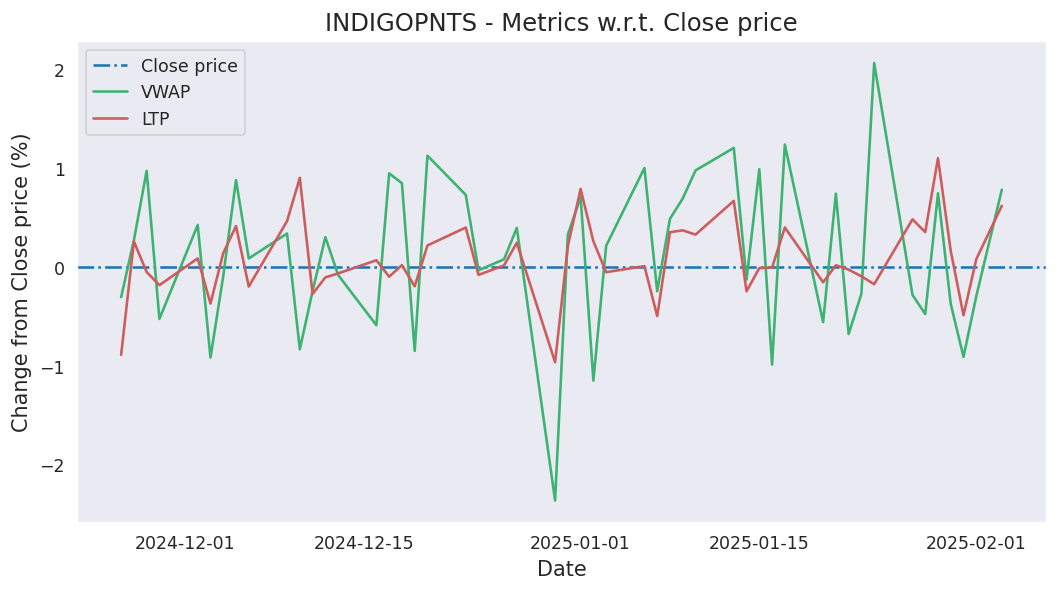 INDIGOPNTS - Metrics w.r.t. Close price
Close price
VWAP
LTP
Change from Close price (%)
2
1
0
−1
−2
2024-12-01
2024-12-15
2025-01-01
2025-01-15
2025-02-01
Date